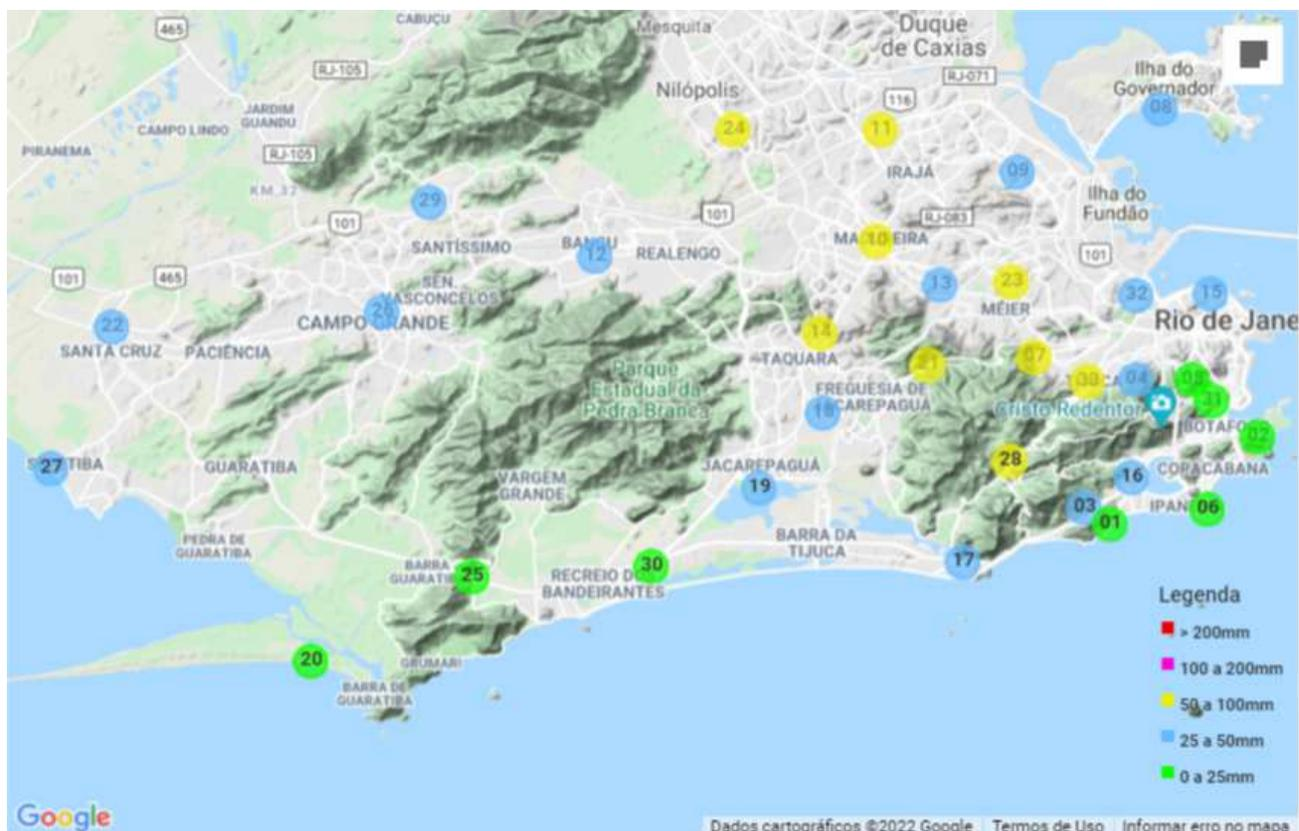 CABUÇU
465
Mesquita
Duque
de Caxias
RJ-105
RJ-071
Ilha do
Governador
Nilópolis
116
08
JARDIM
GUANDU
CAMPO LINDO
24
11
PIRANEMA
RJ-105
IRAJÁ
09
KM 32
29
Ilha do
Fundão
101
101
RJ-083
SANTÍSSIMO
BANGU
REALENGO
10
12
101
101
465
SEN.
VASCONCELOS
13
23
32
15
26
CAMPO GRANDE
MÉIER
22
Rio de Jane
14
SANTA CRUZ
PACIÊNCIA
TAQUARA
07
21
Parque
Estadual da
Pedra Branca
FREGUESIA DE
04
31
18
Cristo Redentor
02
27
GUARATIBA
28
JACAREPAGUÁ
COPACABANA
VARGEM
GRANDE
19
16
03
06
01
PEDRA DE
GUARATIBA
BARRA DA
TIJUCA
17
30
25
RECREIO DOS
BANDEIRANTES
Legenda
> 200mm
20
GRUMARI
100 a 200mm
BARRA DE
GUARATIBA
50 a 100mm
25 a 50mm
0 a 25mm
Google
Dados cartográficos ©2022 Google
Termos de Uso
Informar erro no mapa